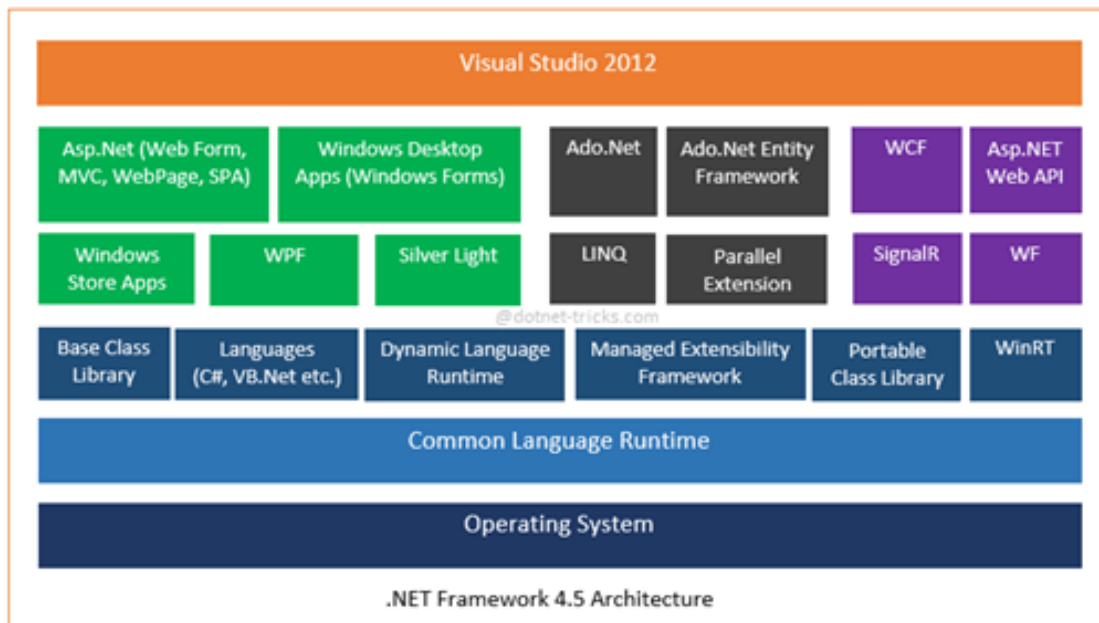 Visual Studio 2012
Asp.Net (Web Form,
MVC, WebPage, SPA)
Windows Desktop
Apps (Windows Forms)
Ado.Net
Ado.Net Entity
Framework
WCF
Asp.NET
Web API
Windows
Store Apps
WPF
Silver Light
LINQ
Parallel
Extension
SignalR
WF
@dotnet-tricks.com
Base Class
Library
Languages
(C#, VB.Net etc.)
Dynamic Language
Runtime
Managed Extensibility
Framework
Portable
Class Library
WinRT
Common Language Runtime
Operating System
.NET Framework 4.5 Architecture